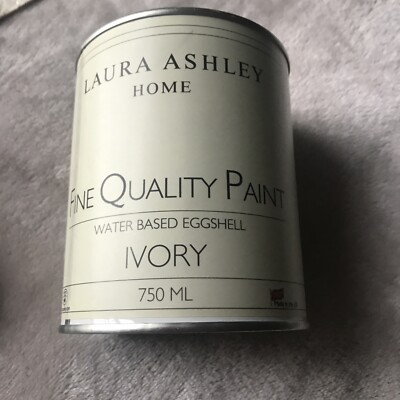 LAURA ASHLEY
HOME
FINE QUALITY PAINT
WATER BASED EGGSHELL
IVORY
750 ML